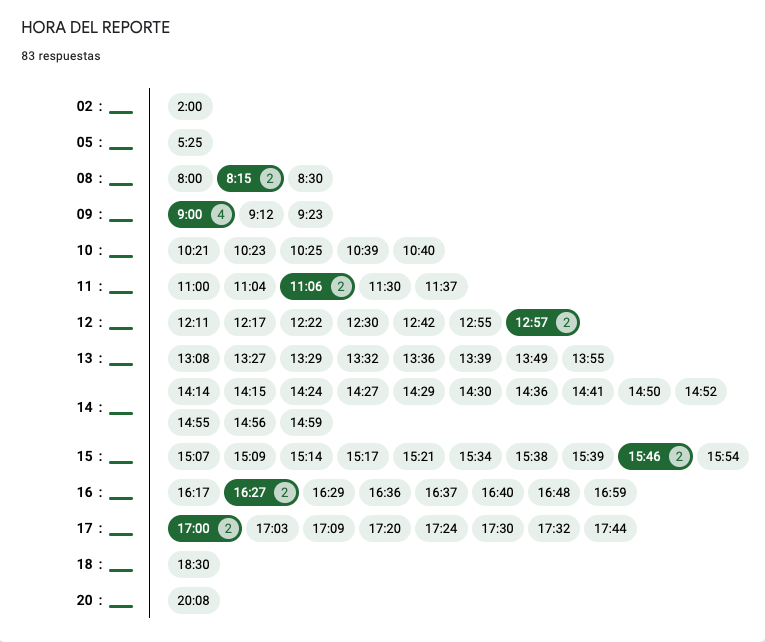 HORA DEL REPORTE
83 respuestas
02 : __ 2:00
05 : __ 5:25
08 : __ 8:00 8:15 2 8:30
09 : __ 9:00 4 9:12 9:23
10 : __ 10:21 10:23 10:25 10:39 10:40
11 : __ 11:00 11:04 11:06 2 11:30 11:37
12 : __ 12:11 12:17 12:22 12:30 12:42 12:55 12:57 2
13 : __ 13:08 13:27 13:29 13:32 13:36 13:39 13:49 13:55
14 : __ 14:14 14:15 14:24 14:27 14:29 14:30 14:36 14:41 14:50 14:52
14:55 14:56 14:59
15 : __ 15:07 15:09 15:14 15:17 15:21 15:34 15:38 15:39 15:46 2 15:54
16 : __ 16:17 16:27 2 16:29 16:36 16:37 16:40 16:48 16:59
17 : __ 17:00 2 17:03 17:09 17:20 17:24 17:30 17:32 17:44
18 : __ 18:30
20 : __ 20:08